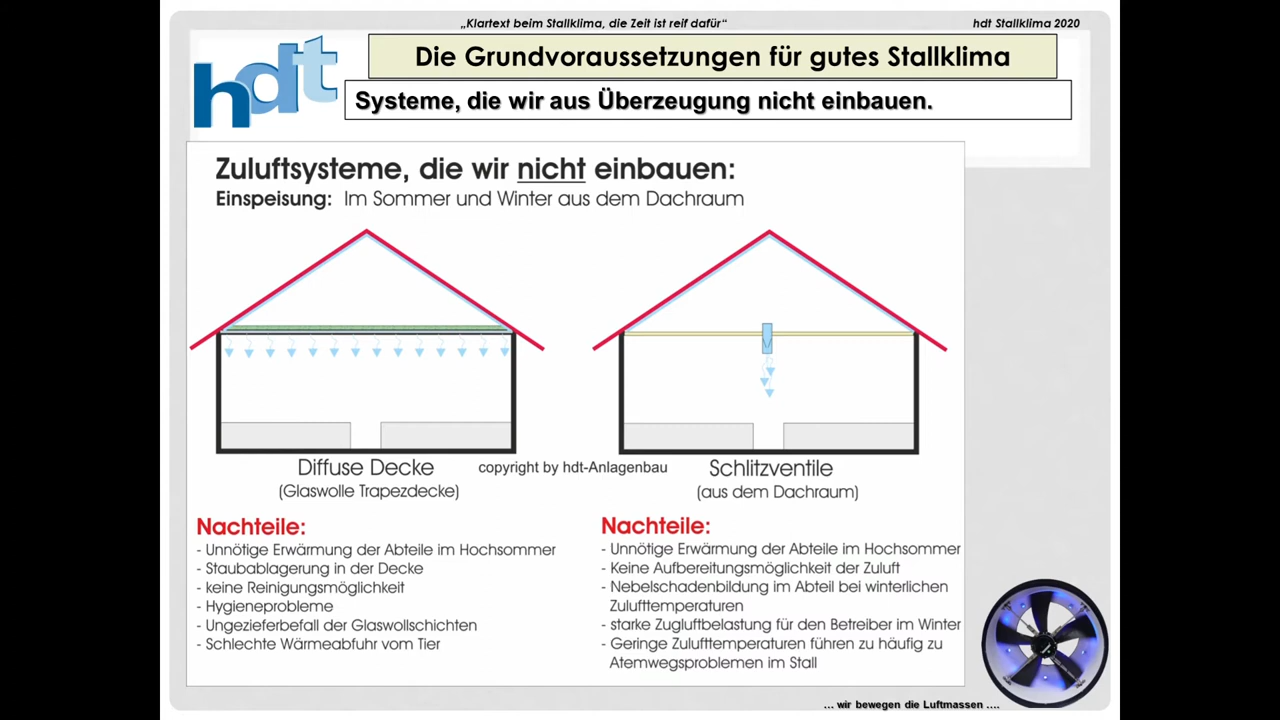 „Klartext beim Stallklima, die Zeit ist reif dafür“
hdt Stallklima 2020
hdt
Die Grundvoraussetzungen für gutes Stallklima
Systeme, die wir aus Überzeugung nicht einbauen.
Zuluftsysteme, die wir nicht einbauen:
Einspeisung: Im Sommer und Winter aus dem Dachraum
Diffuse Decke
(Glaswolle Trapezdecke)
copyright by hdt-Anlagenbau
Schlitzventile
(aus dem Dachraum)
Nachteile:
- Unnötige Erwärmung der Abteile im Hochsommer
- Staubablagerung in der Decke
- keine Reinigungsmöglichkeit
- Hygieneprobleme
- Ungezieferbefall der Glaswollschichten
- Schlechte Wärmeabfuhr vom Tier
Nachteile:
- Unnötige Erwärmung der Abteile im Hochsommer
- Keine Aufbereitungsmöglichkeit der Zuluft
- Nebelschadenbildung im Abteil bei winterlichen
Zulufttemperaturen
- starke Zugluftbelastung für den Betreiber im Winter
- Geringe Zulufttemperaturen führen zu häufig zu
Atemwegsproblemen im Stall
... wir bewegen die Luftmassen ....